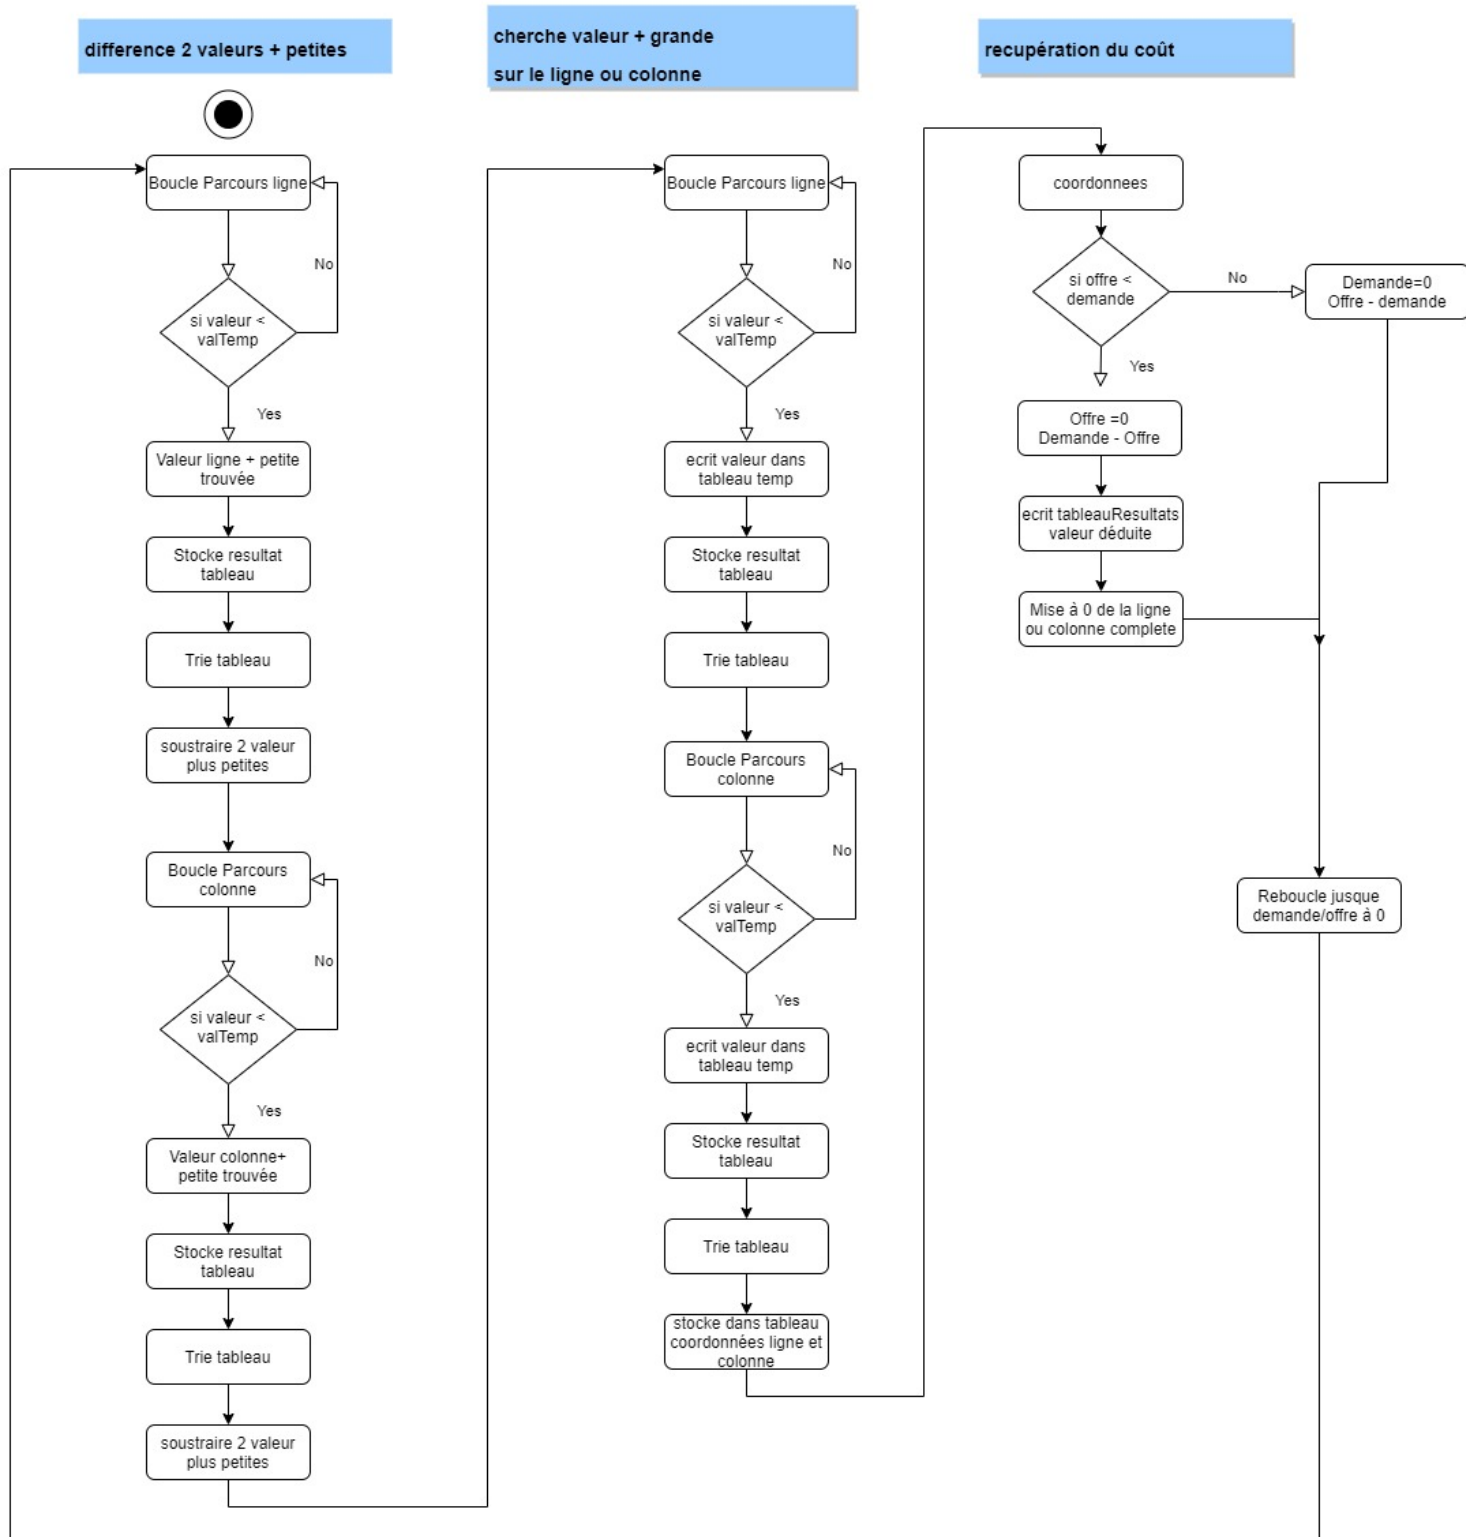 difference 2 valeurs + petites
Boucle Parcours ligne
No
si valeur <
valTemp
Yes
Valeur ligne + petite
trouvée
Stocke resultat
tableau
Trie tableau
soustraire 2 valeur
plus petites
Boucle Parcours
colonne
No
si valeur <
valTemp
Yes
Valeur colonne+
petite trouvée
Stocke resultat
tableau
Trie tableau
soustraire 2 valeur
plus petites
cherche valeur + grande
sur le ligne ou colonne
Boucle Parcours ligne
No
si valeur <
valTemp
Yes
ecrit valeur dans
tableau temp
Stocke resultat
tableau
Trie tableau
Boucle Parcours
colonne
No
si valeur <
valTemp
Yes
ecrit valeur dans
tableau temp
Stocke resultat
tableau
Trie tableau
stocke dans tableau
coordonnées ligne et
colonne
recupération du coût
coordonnees
si offre <
demande
No
Demande=0
Offre - demande
Yes
Offre =0
Demande - Offre
ecrit tableauResultats
valeur déduite
Mise à 0 de la ligne
ou colonne complete
Reboucle jusque
demande/offre à 0